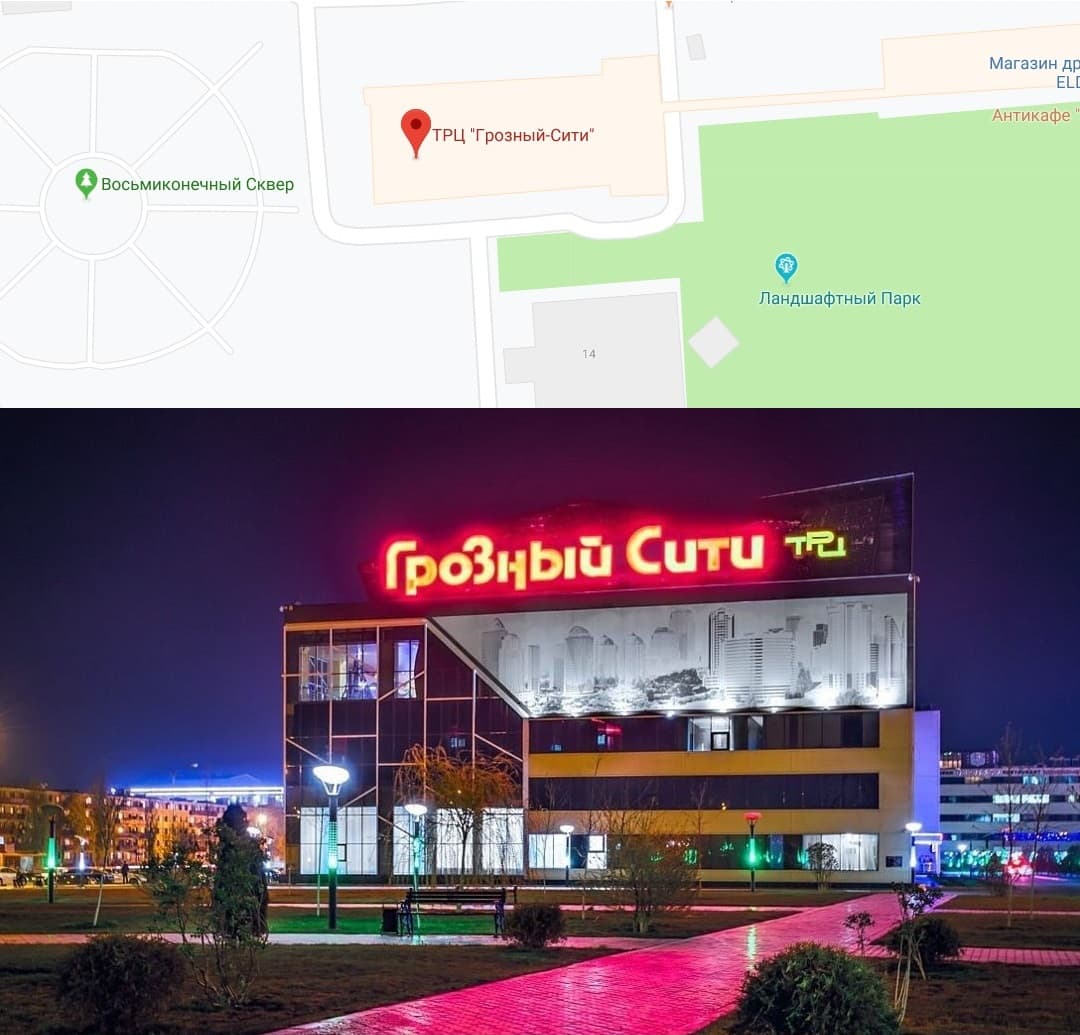 Магазин др
ELD
Антикафе "
ТРЦ "Грозный-Сити"
Восьмиконечный Сквер
Ландшафтный Парк
14
Грозный Сити ТРЦ